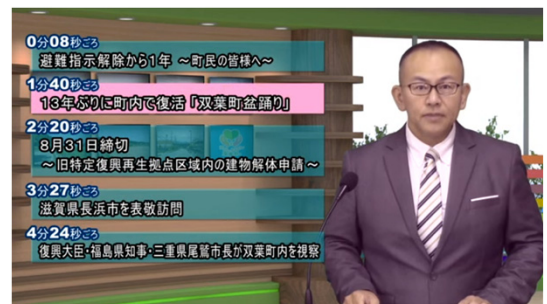 0分08秒ごろ
避難指示解除から1年 ～町民の皆様へ～
1分40秒ごろ
13年ぶりに町内で復活「双葉町盆踊り」
2分20秒ごろ
8月31日締切
～旧特定復興再生拠点区域内の建物解体申請～
3分27秒ごろ
滋賀県長浜市を表敬訪問
4分24秒ごろ
復興大臣・福島県知事・三重県尾鷲市長が双葉町内を視察